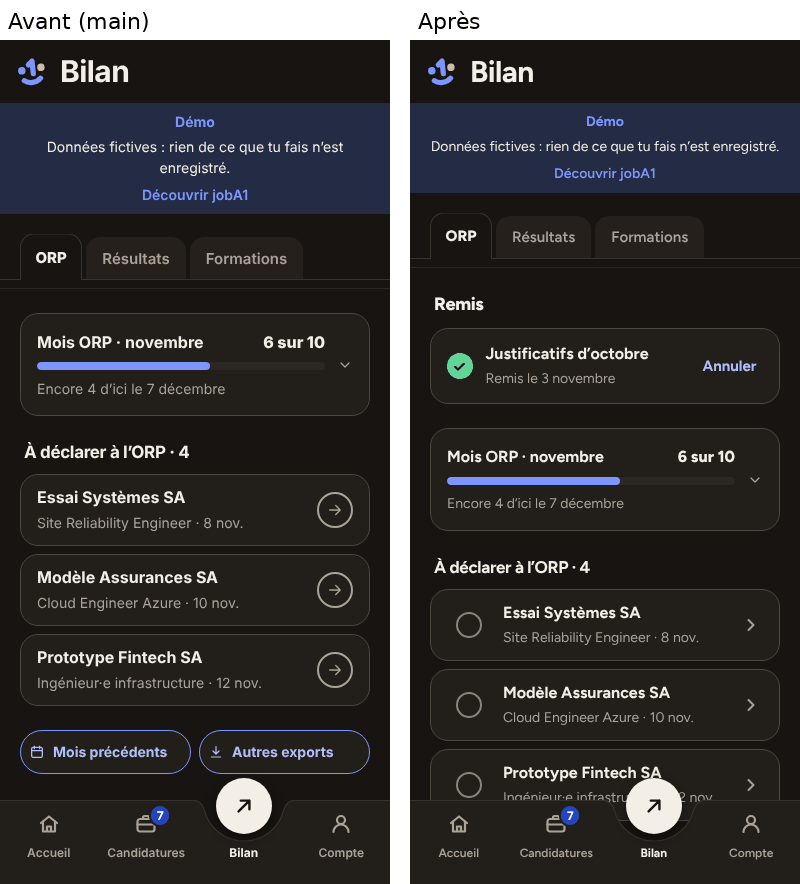 Avant (main)
Bilan
Démo
Données fictives : rien de ce que tu fais n’est
enregistré.
Découvrir jobA1
ORP
Résultats
Formations
Mois ORP · novembre
6 sur 10
Encore 4 d’ici le 7 décembre
À déclarer à l’ORP · 4
Essai Systèmes SA
Site Reliability Engineer · 8 nov.
Modèle Assurances SA
Cloud Engineer Azure · 10 nov.
Prototype Fintech SA
Ingénieur·e infrastructure · 12 nov.
Mois précédents
Autres exports
Accueil
7
Candidatures
Bilan
Compte
Après
Bilan
Démo
Données fictives : rien de ce que tu fais n’est enregistré.
Découvrir jobA1
ORP
Résultats
Formations
Remis
Justificatifs d’octobre
Remis le 3 novembre
Annuler
Mois ORP · novembre
6 sur 10
Encore 4 d’ici le 7 décembre
À déclarer à l’ORP · 4
Essai Systèmes SA
Site Reliability Engineer · 8 nov.
Modèle Assurances SA
Cloud Engineer Azure · 10 nov.
Prototype Fintech SA
Ingénieur·e
Accueil
7
Candidatures
Bilan
Compte